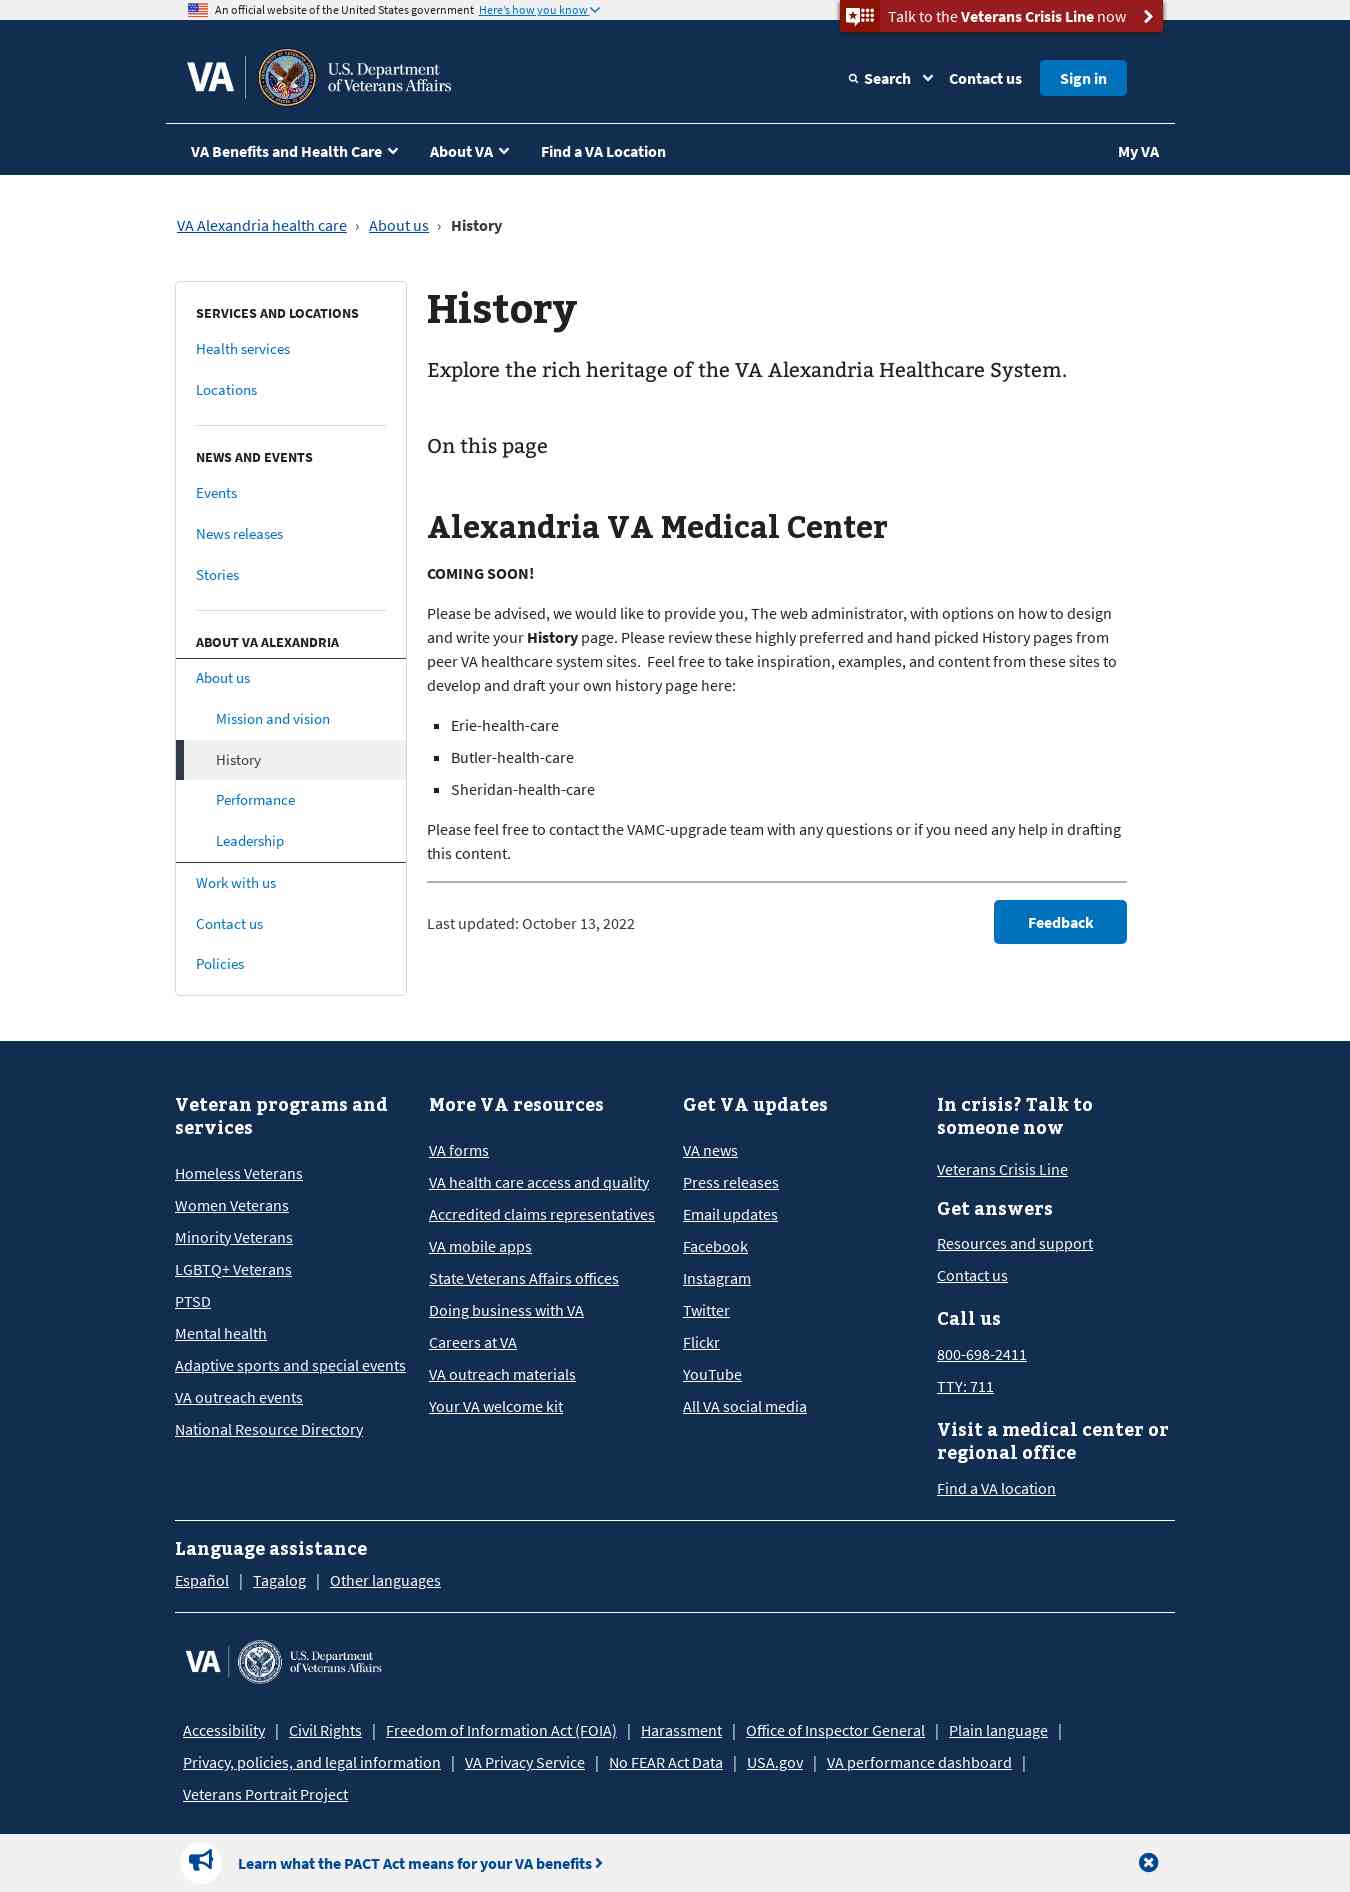 An official website of the United States government Here's how you know
Talk to the Veterans Crisis Line now
VA
U.S. Department
of Veterans Affairs
Search
Contact us
Sign in
VA Benefits and Health Care
About VA
Find a VA Location
My VA
VA Alexandria health care › About us › History
SERVICES AND LOCATIONS
Health services
Locations
NEWS AND EVENTS
Events
News releases
Stories
ABOUT VA ALEXANDRIA
About us
Mission and vision
History
Performance
Leadership
Work with us
Contact us
Policies
History
Explore the rich heritage of the VA Alexandria Healthcare System.
On this page
Alexandria VA Medical Center
COMING SOON!
Please be advised, we would like to provide you, The web administrator, with options on how to design
and write your History page. Please review these highly preferred and hand picked History pages from
peer VA healthcare system sites.  Feel free to take inspiration, examples, and content from these sites to
develop and draft your own history page here:
Erie-health-care
Butler-health-care
Sheridan-health-care
Please feel free to contact the VAMC-upgrade team with any questions or if you need any help in drafting
this content.
Last updated: October 13, 2022
Feedback
Veteran programs and
services
Homeless Veterans
Women Veterans
Minority Veterans
LGBTQ+ Veterans
PTSD
Mental health
Adaptive sports and special events
VA outreach events
National Resource Directory
More VA resources
VA forms
VA health care access and quality
Accredited claims representatives
VA mobile apps
State Veterans Affairs offices
Doing business with VA
Careers at VA
VA outreach materials
Your VA welcome kit
Get VA updates
VA news
Press releases
Email updates
Facebook
Instagram
Twitter
Flickr
YouTube
All VA social media
In crisis? Talk to
someone now
Veterans Crisis Line
Get answers
Resources and support
Contact us
Call us
800-698-2411
TTY: 711
Visit a medical center or
regional office
Find a VA location
Language assistance
Español | Tagalog | Other languages
VA
U.S. Department
of Veterans Affairs
Accessibility | Civil Rights | Freedom of Information Act (FOIA) | Harassment | Office of Inspector General | Plain language |
Privacy, policies, and legal information | VA Privacy Service | No FEAR Act Data | USA.gov | VA performance dashboard |
Veterans Portrait Project
Learn what the PACT Act means for your VA benefits